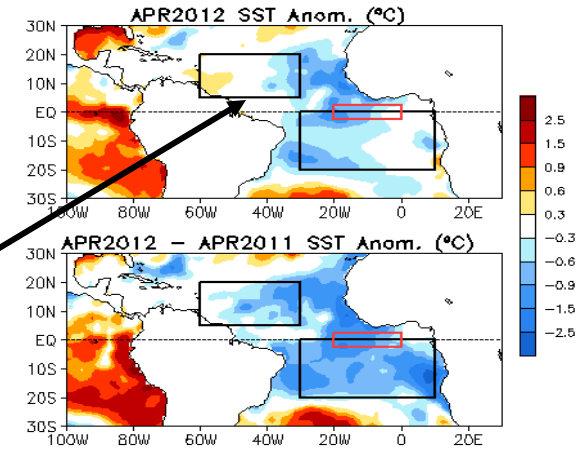 APR2012 SST Anom. (ºC)
30N
20N
10N
EQ
10S
20S
30S
100W 80W 60W 40W 20W 0 20E
APR2012 – APR2011 SST Anom. (ºC)
30N
20N
10N
EQ
10S
20S
30S
100W 80W 60W 40W 20W 0 20E
2.5
1.5
0.9
0.6
0.3
−0.3
−0.6
−0.9
−1.5
−2.5